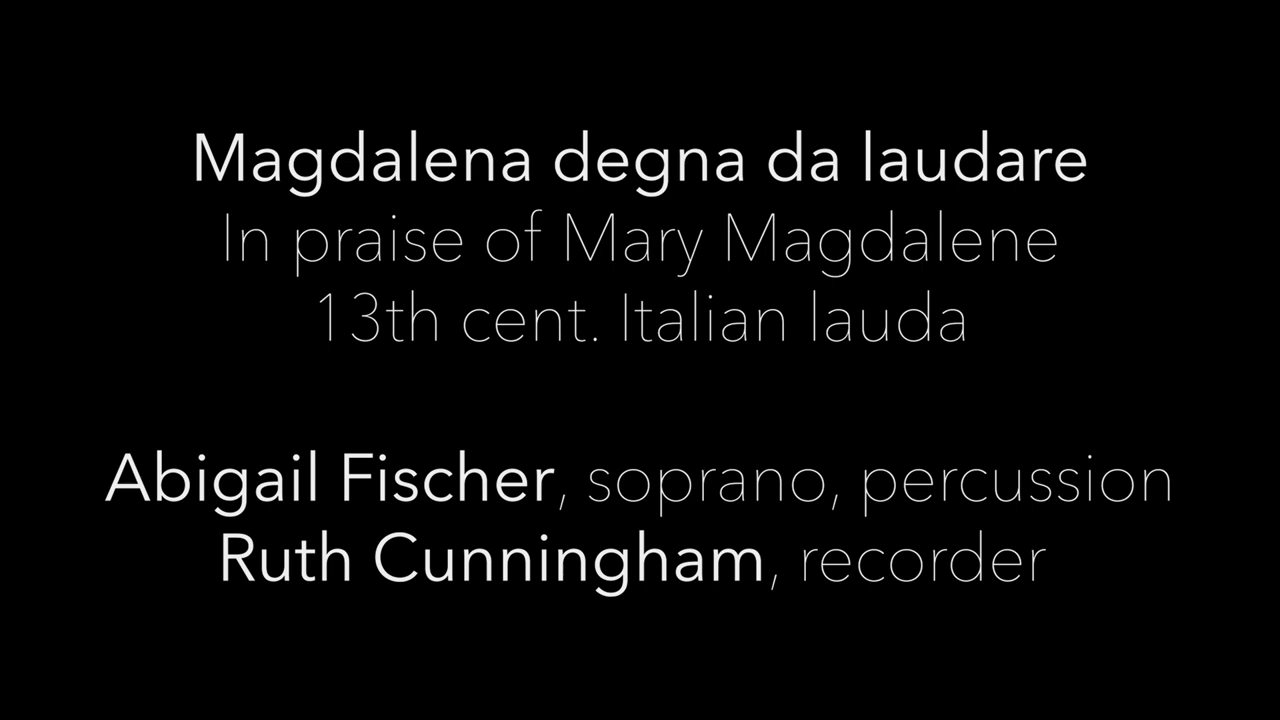 Magdalena degna da laudare
In praise of Mary Magdalene
13th cent. Italian lauda
Abigail Fischer, soprano, percussion
Ruth Cunningham, recorder